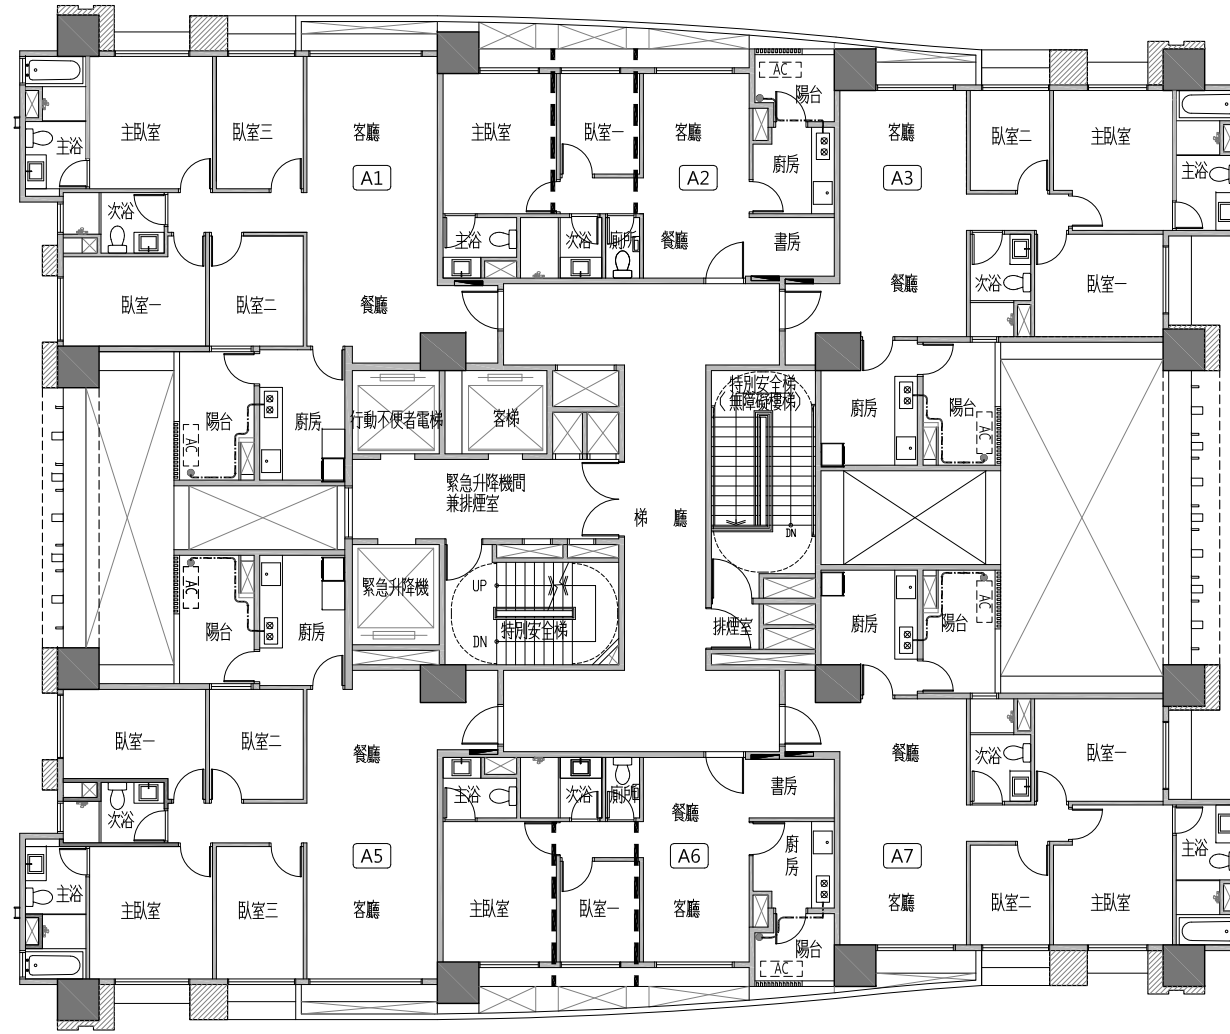 AC
陽台
主臥室
臥室三
客廳
主臥室
臥室一
客廳
客廳
臥室二
主臥室
主浴
廚房
主浴
A1
A2
A3
次浴
主浴
次浴
廁所
餐廳
書房
臥室一
臥室二
餐廳
餐廳
次浴
臥室一
特別安全梯
(無障礙樓梯)
陽台
廚房
行動不便者電梯
客梯
廚房
陽台
AC
AC
緊急升降機間
兼排煙室
梯廳
DN
AC
緊急升降機
UP
AC
陽台
廚房
特別安全梯
排煙室
廚房
陽台
DN
臥室一
臥室二
餐廳
餐廳
次浴
臥室一
主浴
次浴
廁所
書房
次浴
餐廳
廚房
A5
A6
A7
主浴
主浴
主臥室
臥室三
客廳
主臥室
臥室一
客廳
客廳
臥室二
主臥室
陽台
AC